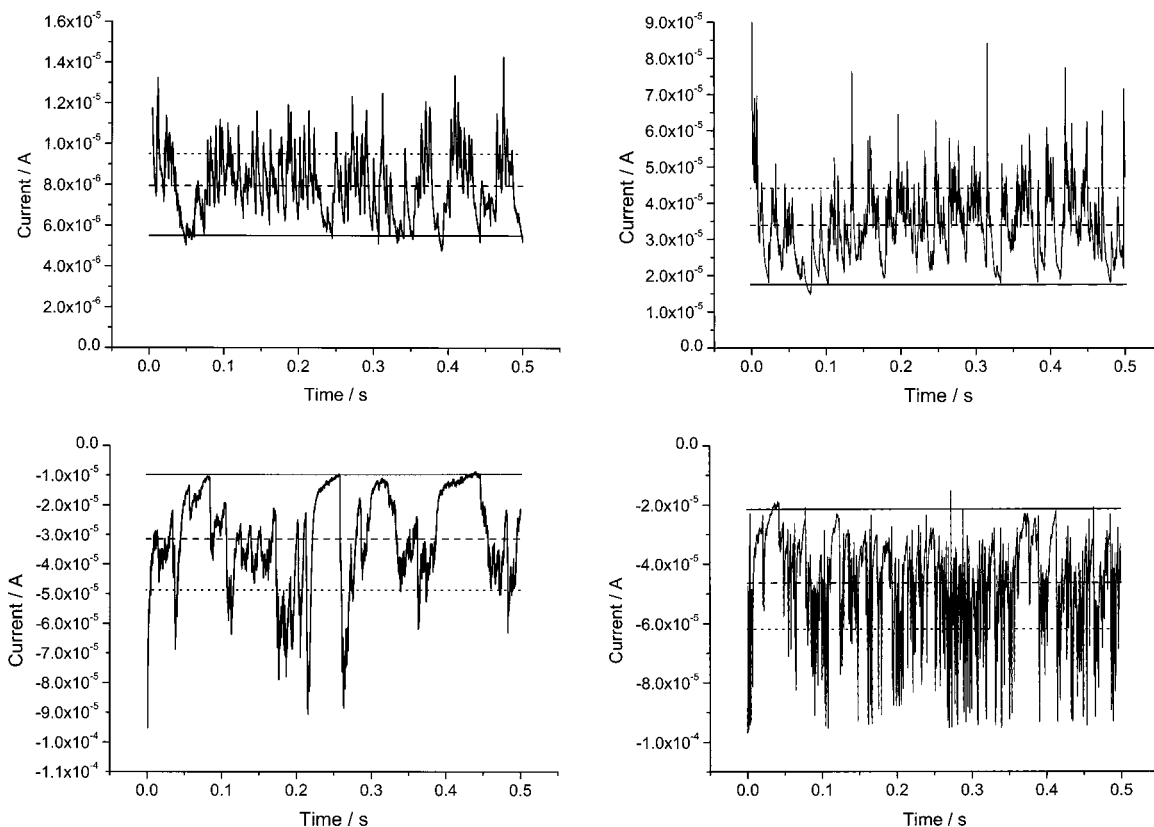 1.6x10⁻⁵
1.4x10⁻⁵
1.2x10⁻⁵
1.0x10⁻⁵
8.0x10⁻⁶
6.0x10⁻⁶
4.0x10⁻⁶
2.0x10⁻⁶
0.0
Current / A
0.0 0.1 0.2 0.3 0.4 0.5
Time / s
9.0x10⁻⁵
8.0x10⁻⁵
7.0x10⁻⁵
6.0x10⁻⁵
5.0x10⁻⁵
4.0x10⁻⁵
3.0x10⁻⁵
2.0x10⁻⁵
1.0x10⁻⁵
0.0
Current / A
0.0 0.1 0.2 0.3 0.4 0.5
Time / s
0.0
-1.0x10⁻⁵
-3.0x10⁻⁵
-5.0x10⁻⁵
-6.0x10⁻⁵
-7.0x10⁻⁵
-8.0x10⁻⁵
-9.0x10⁻⁵
-1.0x10⁻⁴
-1.1x10⁻⁴
Current / A
0.0 0.1 0.2 0.3 0.4 0.5
Time / s
0.0
-2.0x10⁻⁵
-4.0x10⁻⁵
-6.0x10⁻⁵
-8.0x10⁻⁵
-1.0x10⁻⁴
Current / A
0.0 0.1 0.2 0.3 0.4 0.5
Time / s